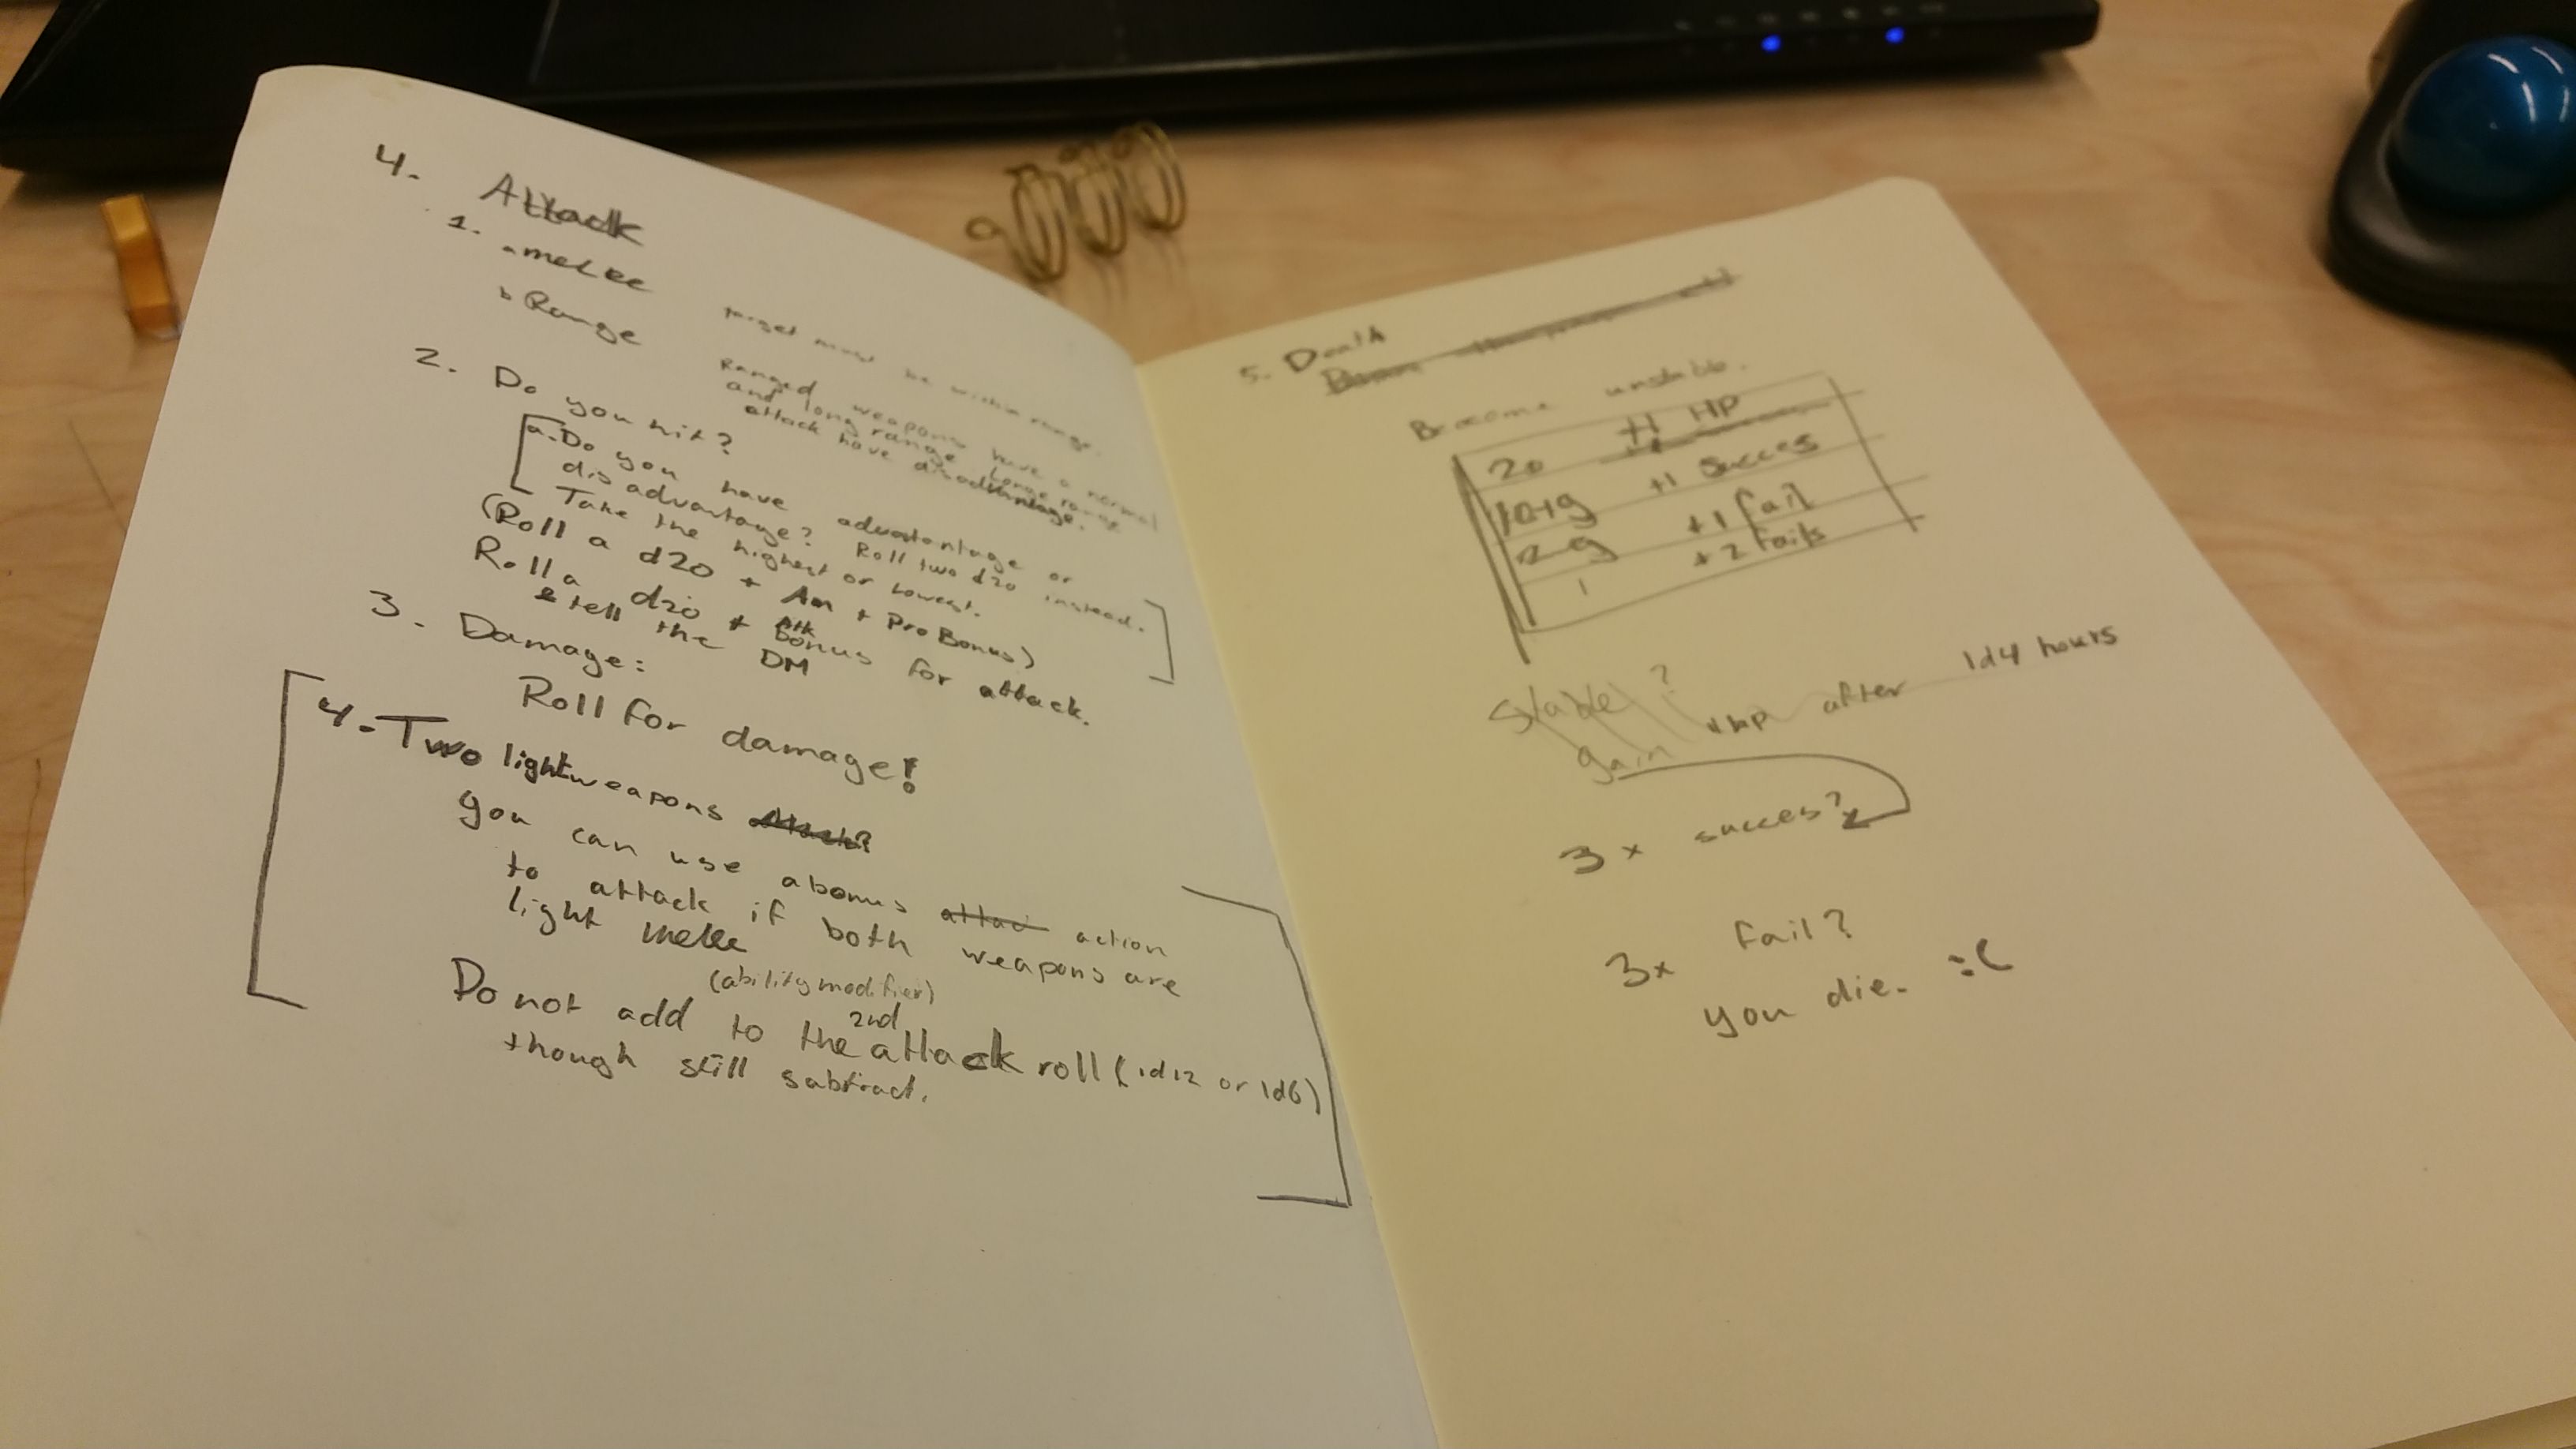 4. Attack
1. a melee target must be within range.
b Range Ranged weapons have a normal
and long range. Long range
attack have disadvantage.
2. Do you hit?
a. Do you have advantage or
disadvantage? Roll two d20 instead.
Take the highest or lowest.
(Roll a d20 + Am + Pro Bonus)
Roll a d20 + Atk Bonus for attack.
& tell the DM
3. Damage:
Roll for damage!
4. Two light weapons
you can use a bonus attac action
to attack if both weapons are
light melee
(ability modifier)
Do not add to the 2nd attack roll (1d12 or 1d6)
though still subtract.
5. Death
Become unstable.
20 +1 HP
10-19 +1 Succes
2-9 +1 fail
1 +2 fails
Stable?
gain 1 HP after 1d4 hours
3x succes?
3x Fail?
you die. :(